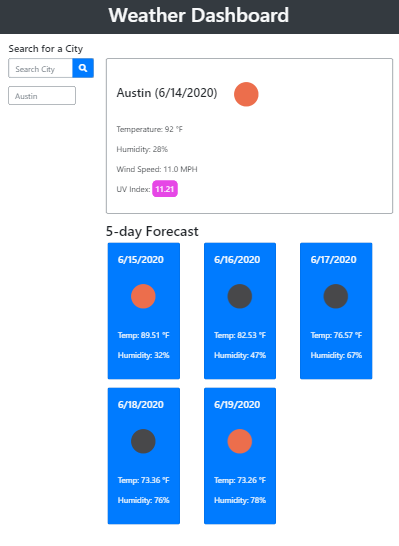 Weather Dashboard
Search for a City
Search City
Austin
Austin (6/14/2020)
Temperature: 92 °F
Humidity: 28%
Wind Speed: 11.0 MPH
UV Index: 11.21
5-day Forecast
6/15/2020
Temp: 89.51 °F
Humidity: 32%
6/16/2020
Temp: 82.53 °F
Humidity: 47%
6/17/2020
Temp: 76.57 °F
Humidity: 67%
6/18/2020
Temp: 73.36 °F
Humidity: 76%
6/19/2020
Temp: 73.26 °F
Humidity: 78%